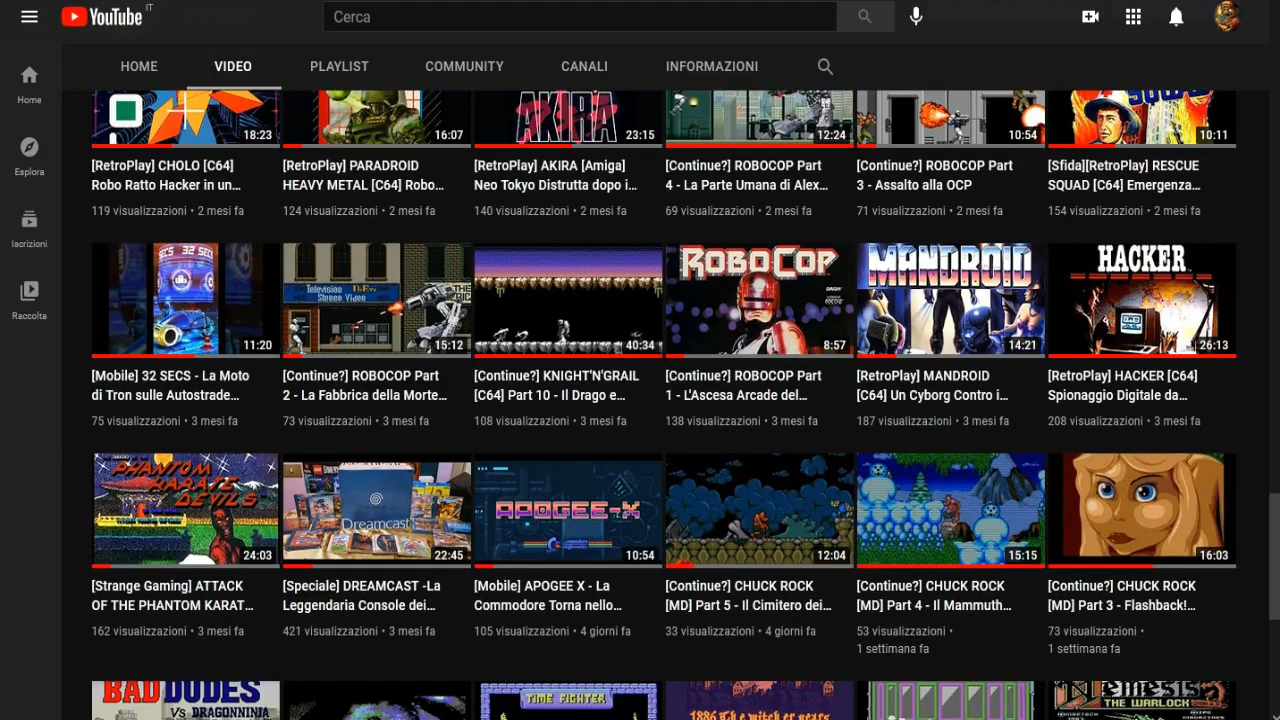 YouTube IT
Cerca
HOME VIDEO PLAYLIST COMMUNITY CANALI INFORMAZIONI
Home
Esplora
Iscrizioni
Raccolta
18:23
16:07
AKIRA
23:15
12:24
10:54
SQUAD
10:11
[RetroPlay] CHOLO [C64]
Robo Ratto Hacker in un...
119 visualizzazioni • 2 mesi fa
[RetroPlay] PARADROID
HEAVY METAL [C64] Robo...
124 visualizzazioni • 2 mesi fa
[RetroPlay] AKIRA [Amiga]
Neo Tokyo Distrutta dopo i...
140 visualizzazioni • 2 mesi fa
[Continue?] ROBOCOP Part
4 - La Parte Umana di Alex...
69 visualizzazioni • 2 mesi fa
[Continue?] ROBOCOP Part
3 - Assalto alla OCP
71 visualizzazioni • 2 mesi fa
[Sfida][RetroPlay] RESCUE
SQUAD [C64] Emergenza...
154 visualizzazioni • 2 mesi fa
SECS 32 SECS
11:20
Television
Stereo Video
15:12
40:34
ROBOCOP
8:57
MANDROID
14:21
HACKER
26:13
[Mobile] 32 SECS - La Moto
di Tron sulle Autostrade...
75 visualizzazioni • 3 mesi fa
[Continue?] ROBOCOP Part
2 - La Fabbrica della Morte...
73 visualizzazioni • 3 mesi fa
[Continue?] KNIGHT'N'GRAIL
[C64] Part 10 - Il Drago e...
108 visualizzazioni • 3 mesi fa
[Continue?] ROBOCOP Part
1 - L'Ascesa Arcade del...
138 visualizzazioni • 3 mesi fa
[RetroPlay] MANDROID
[C64] Un Cyborg Contro i...
187 visualizzazioni • 3 mesi fa
[RetroPlay] HACKER [C64]
Spionaggio Digitale da...
208 visualizzazioni • 3 mesi fa
PHANTOM
KARATE
DEVILS
24:03
Dreamcast
22:45
APOGEE-X
10:54
12:04
15:15
16:03
[Strange Gaming] ATTACK
OF THE PHANTOM KARAT...
162 visualizzazioni • 3 mesi fa
[Speciale] DREAMCAST -La
Leggendaria Console dei...
421 visualizzazioni • 3 mesi fa
[Mobile] APOGEE X - La
Commodore Torna nello...
105 visualizzazioni • 4 giorni fa
[Continue?] CHUCK ROCK
[MD] Part 5 - Il Cimitero dei...
33 visualizzazioni • 4 giorni fa
[Continue?] CHUCK ROCK
[MD] Part 4 - Il Mammuth...
53 visualizzazioni •
1 settimana fa
[Continue?] CHUCK ROCK
[MD] Part 3 - Flashback!...
73 visualizzazioni •
1 settimana fa
BAD DUDES
VS DRAGONNINJA
TIME FIGHTER
1886 The witcher years
Nemesis
THE WARLOCK